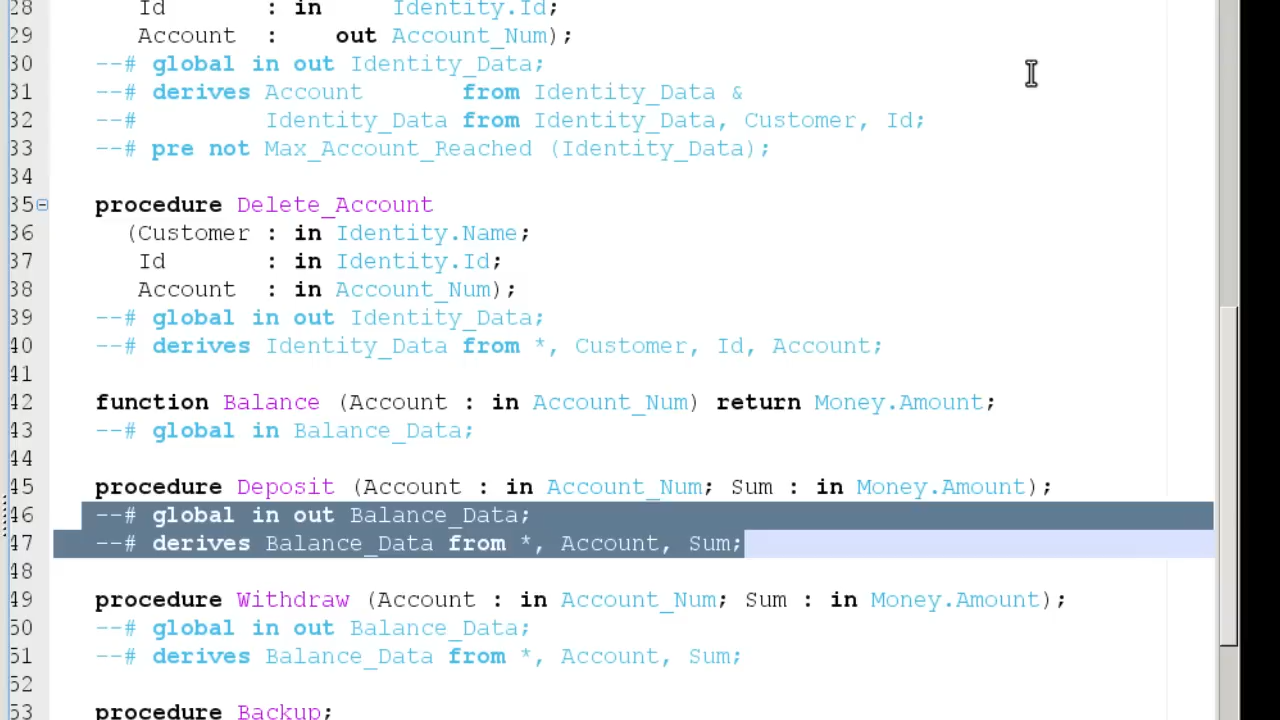 28       Id       : in     Identity.Id;
29       Account  :    out Account_Num);
30    --# global in out Identity_Data;
31    --# derives Account       from Identity_Data &
32    --#         Identity_Data from Identity_Data, Customer, Id;
33    --# pre not Max_Account_Reached (Identity_Data);
34
35    procedure Delete_Account
36      (Customer : in Identity.Name;
37       Id       : in Identity.Id;
38       Account  : in Account_Num);
39    --# global in out Identity_Data;
40    --# derives Identity_Data from *, Customer, Id, Account;
41
42    function Balance (Account : in Account_Num) return Money.Amount;
43    --# global in Balance_Data;
44
45    procedure Deposit (Account : in Account_Num; Sum : in Money.Amount);
46    --# global in out Balance_Data;
47    --# derives Balance_Data from *, Account, Sum;
48
49    procedure Withdraw (Account : in Account_Num; Sum : in Money.Amount);
50    --# global in out Balance_Data;
51    --# derives Balance_Data from *, Account, Sum;
52
53    procedure Backup;